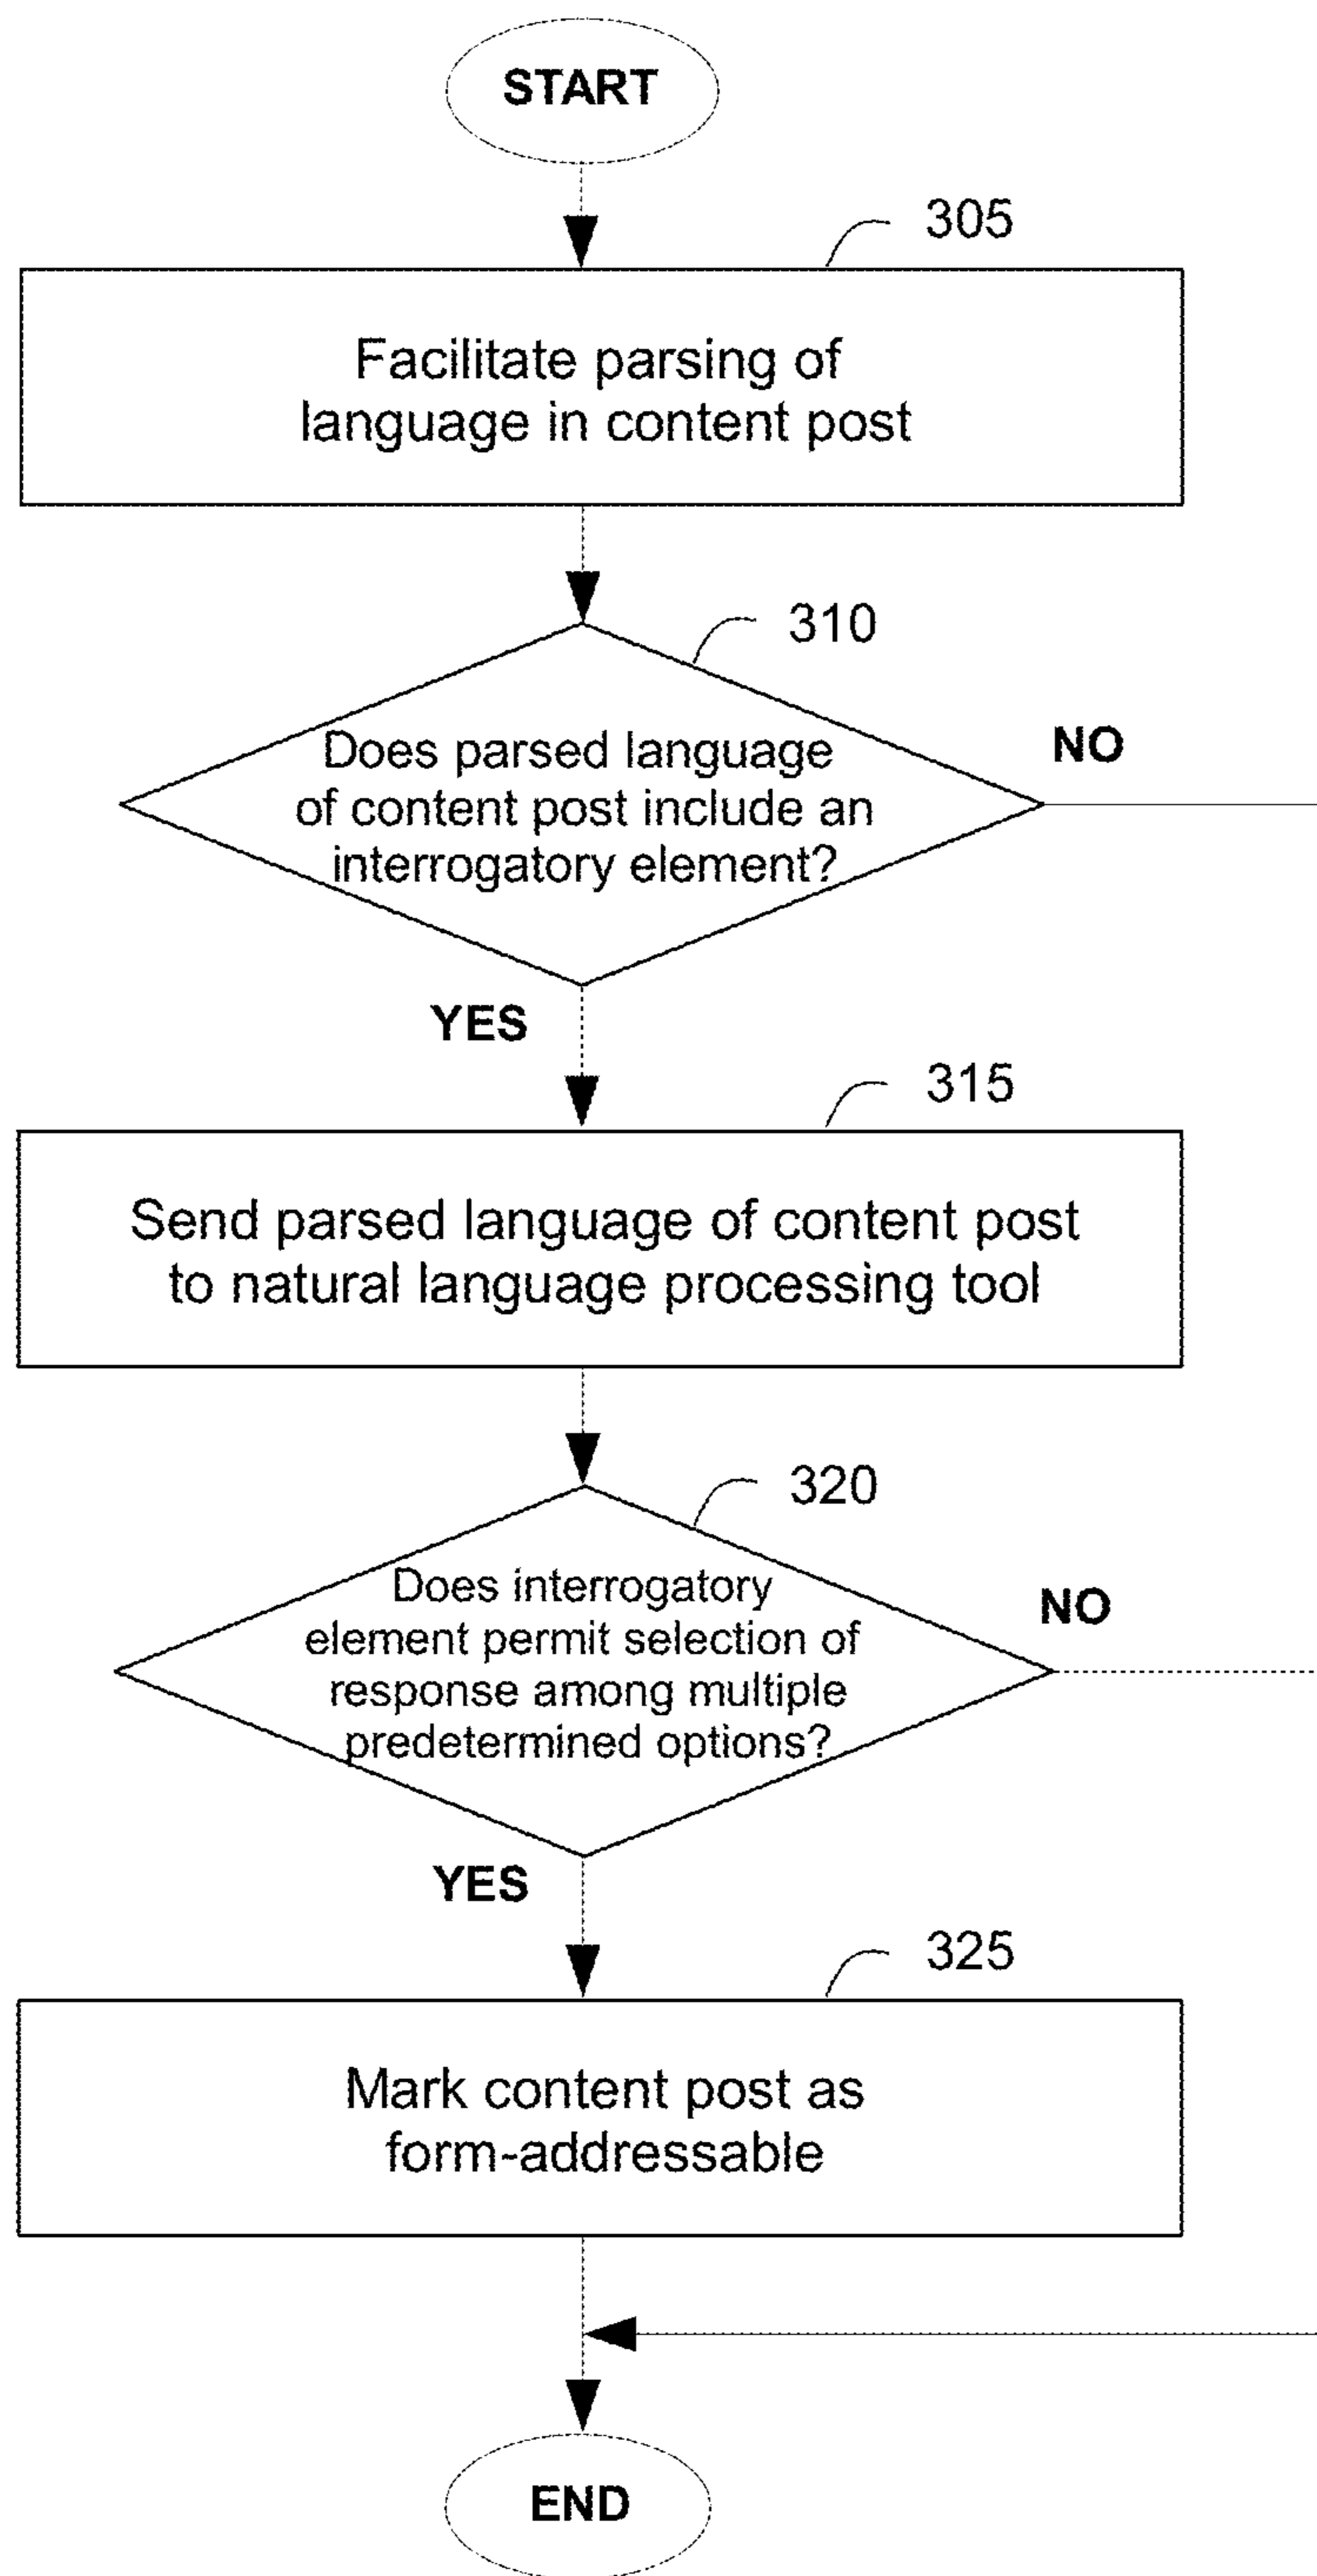 START
305
Facilitate parsing of
language in content post
310
Does parsed language
of content post include an
interrogatory element?
NO
YES
315
Send parsed language of content post
to natural language processing tool
320
Does interrogatory
element permit selection of
response among multiple
predetermined options?
NO
YES
325
Mark content post as
form-addressable
END